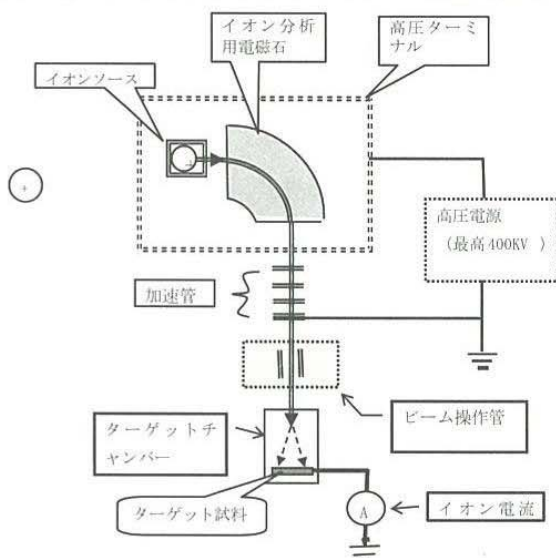 イオン分析
用電磁石
高圧ターミ
ナル
イオンソース
+
+
高圧電源
（最高400KV ）
加速管
ビーム操作管
ターゲットチ
ャンバー
ターゲット試料
A
イオン電流